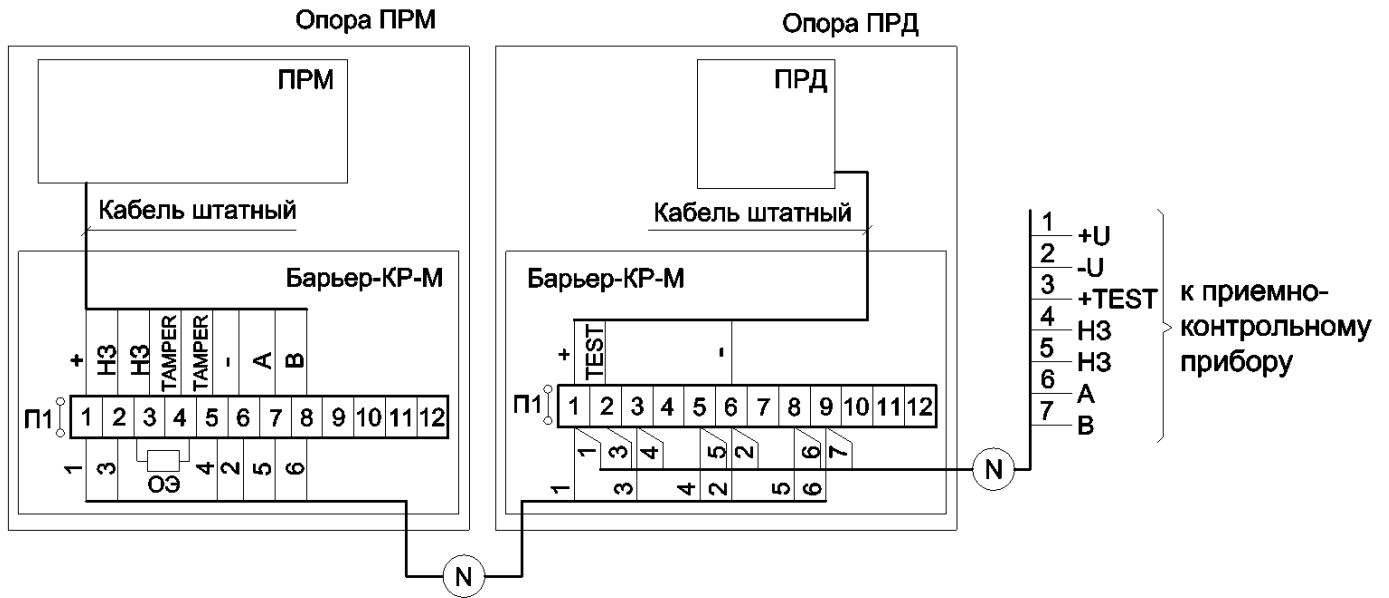 Опора ПРМ
Опора ПРД
ПРМ
ПРД
Кабель штатный
Кабель штатный
Барьер-КР-М
Барьер-КР-М
+ НЗ НЗ TAMPER TAMPER - А В
+ TEST -
П1 1 2 3 4 5 6 7 8 9 10 11 12
П1 1 2 3 4 5 6 7 8 9 10 11 12
1 3 4 2 5 6
ОЭ
1 3 4 5 2 6 7
1 3 4 2 5 6
N
N
1 +U
2 -U
3 +TEST
4 НЗ
5 НЗ
6 А
7 В
к приемно-
контрольному
прибору